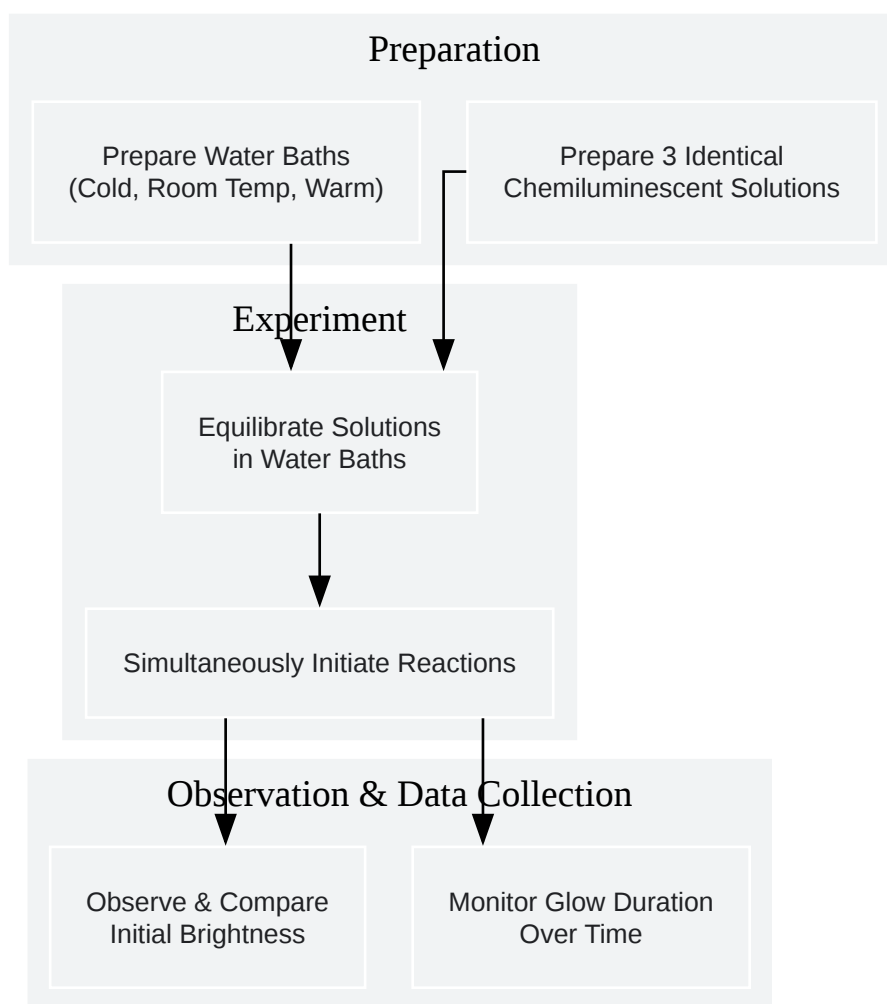 Preparation
Prepare Water Baths
(Cold, Room Temp, Warm)
Prepare 3 Identical
Chemiluminescent Solutions
Experiment
Equilibrate Solutions
in Water Baths
Simultaneously Initiate Reactions
Observation & Data Collection
Observe & Compare
Initial Brightness
Monitor Glow Duration
Over Time